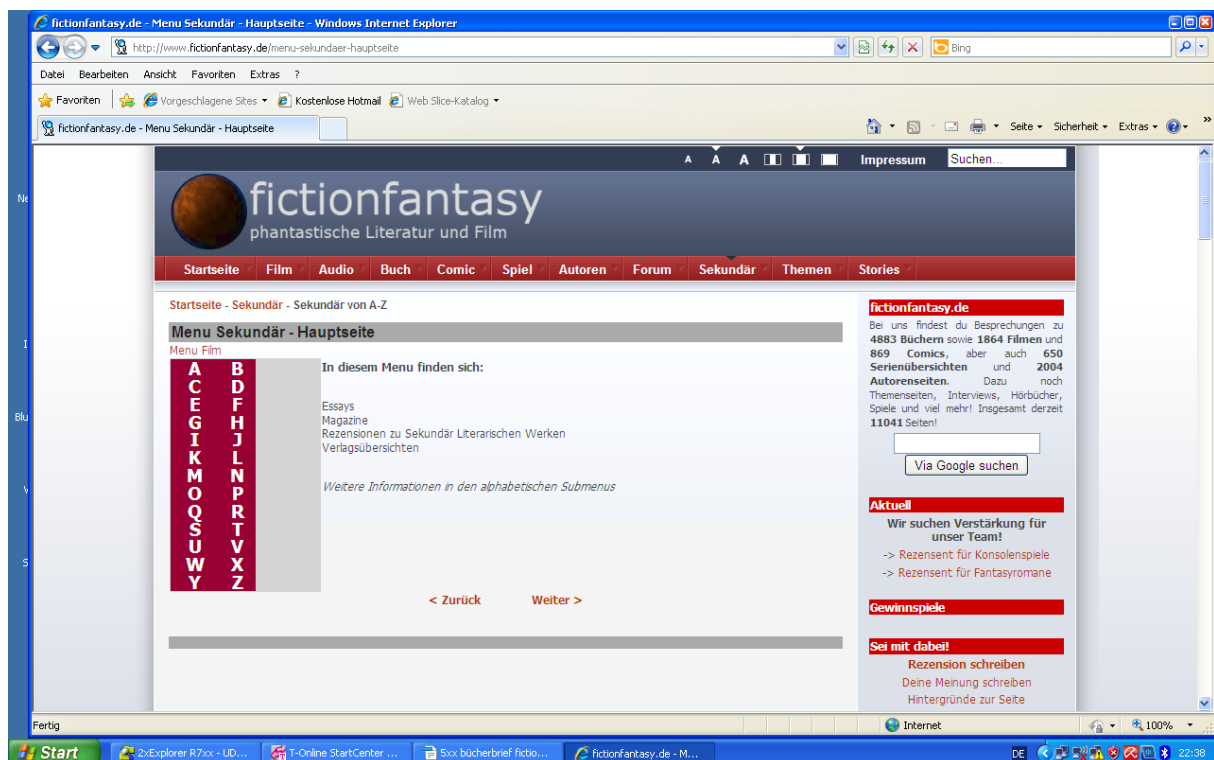 Ne
I
Blu
V
S
fictionfantasy.de - Menu Sekundär - Hauptseite - Windows Internet Explorer
http://www.fictionfantasy.de/menu-sekundaer-hauptseite
Bing
Datei Bearbeiten Ansicht Favoriten Extras ?
Favoriten Vorgeschlagene Sites Kostenlose Hotmail Web Slice-Katalog
fictionfantasy.de - Menu Sekundär - Hauptseite
Seite Sicherheit Extras »
A A A Impressum Suchen...
fictionfantasy
phantastische Literatur und Film
Startseite Film Audio Buch Comic Spiel Autoren Forum Sekundär Themen Stories
Startseite - Sekundär - Sekundär von A-Z
Menu Sekundär - Hauptseite
Menu Film
A B
C D
E F
G H
I J
K L
M N
O P
Q R
S T
U V
W X
Y Z
In diesem Menu finden sich:
Essays
Magazine
Rezensionen zu Sekundär Literarischen Werken
Verlagsübersichten
Weitere Informationen in den alphabetischen Submenus
< Zurück Weiter >
fictionfantasy.de
Bei uns findest du Besprechungen zu
4883 Büchern sowie 1864 Filmen und
869 Comics, aber auch 650
Serienübersichten und 2004
Autorenseiten. Dazu noch
Themenseiten, Interviews, Hörbücher,
Spiele und viel mehr! Insgesamt derzeit
11041 Seiten!
Via Google suchen
Aktuell
Wir suchen Verstärkung für
unser Team!
-> Rezensent für Konsolenspiele
-> Rezensent für Fantasyromane
Gewinnspiele
Sei mit dabei!
Rezension schreiben
Deine Meinung schreiben
Hintergründe zur Seite
Fertig Internet 100%
Start 2xExplorer R7xx - UD... T-Online StartCenter ... 5xx bücherbrief fictio... fictionfantasy.de - M... DE 22:38